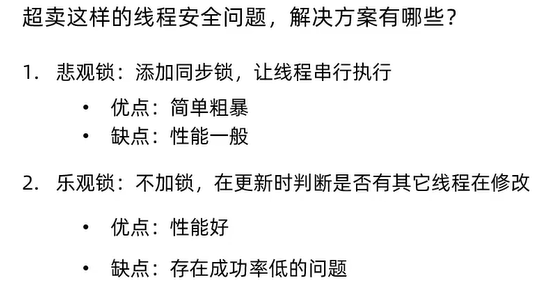 超卖这样的线程安全问题，解决方案有哪些？
1. 悲观锁：添加同步锁，让线程串行执行
• 优点：简单粗暴
• 缺点：性能一般
2. 乐观锁：不加锁，在更新时判断是否有其它线程在修改
• 优点：性能好
• 缺点：存在成功率低的问题